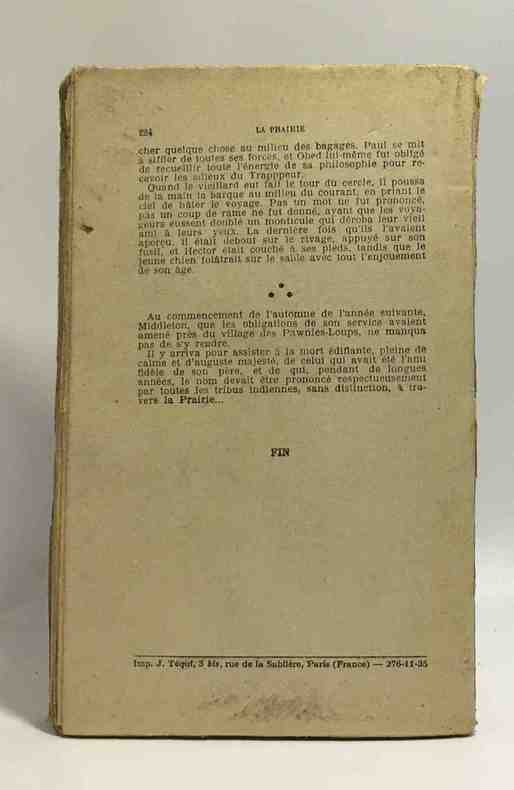 224 LA PRAIRIE
cher quelque chose au milieu des bagages. Paul se mit
à siffler de toutes ses forces, et Obed lui-même fut obligé
de recueillir toute l'énergie de sa philosophie pour re-
cevoir les adieux du Trappeur.
Quand le vieillard eut fait le tour du cercle, il poussa
de la main la barque au milieu du courant, en priant le
ciel de hâter le voyage. Pas un mot ne fut prononcé,
pas un coup de rame ne fut donné, avant que les voya-
geurs eussent doublé un monticule qui déroba leur vieil
ami à leurs yeux. La dernière fois qu'ils l'avaient
aperçu, il était debout sur le rivage, appuyé sur son
fusil, et Hector était couché à ses pieds, tandis que le
jeune chien folâtrait sur le sable avec tout l'enjouement
de son âge.
Au commencement de l'automne de l'année suivante,
Middleton, que les obligations de son service avaient
amené près du village des Pawnies-Loups, ne manqua
pas de s'y rendre.
Il y arriva pour assister à la mort édifiante, pleine de
calme et d'auguste majesté, de celui qui avait été l'ami
fidèle de son père, et de qui, pendant de longues
années, le nom devait être prononcé respectueusement
par toutes les tribus indiennes, sans distinction, à tra-
vers la Prairie...
FIN
Imp. J. Téqui, 3 bis, rue de la Sablière, Paris (France) — 276-11-35